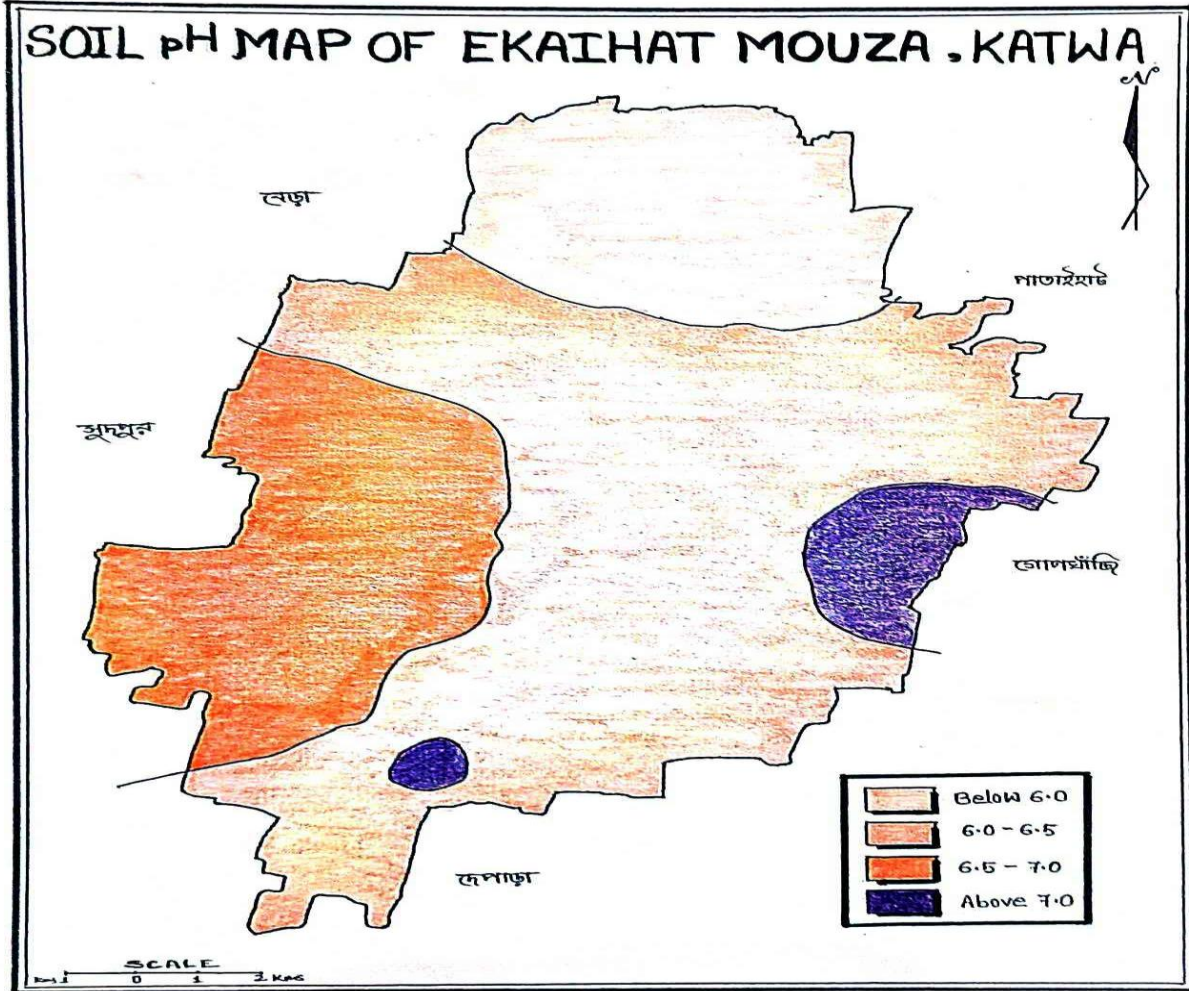 SOIL pH MAP OF EKAIHAT MOUZA, KATWA
N
নেড়া
পাতাইহাট
সুদপুর
গোপখাঁজি
দেপাড়া
Below 6.0
6.0 - 6.5
6.5 - 7.0
Above 7.0
SCALE
0 1 2 KMS